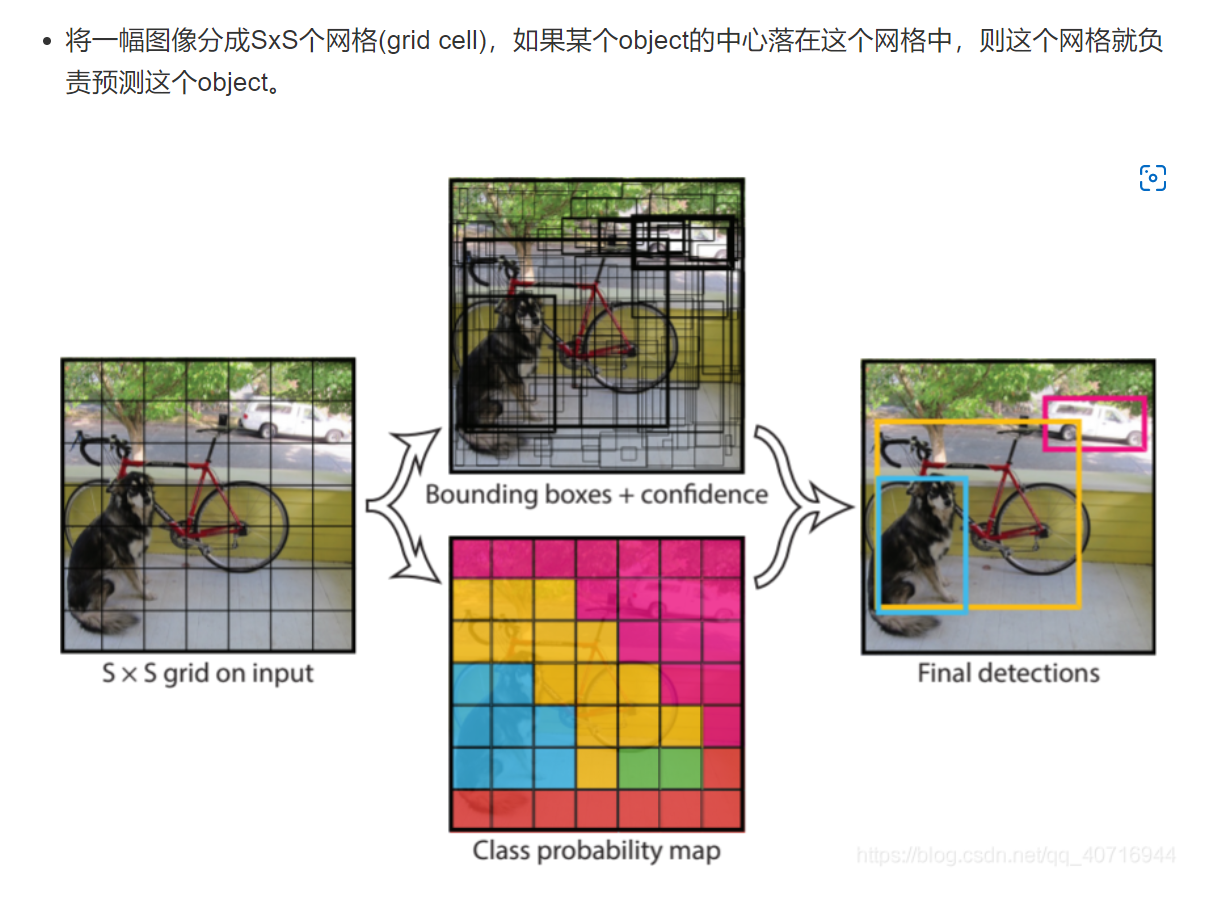 将一幅图像分成SxS个网格(grid cell)，如果某个object的中心落在这个网格中，则这个网格就负
责预测这个object。
Bounding boxes + confidence
S × S grid on input
Final detections
Class probability map
https://blog.csdn.net/qq_40716944